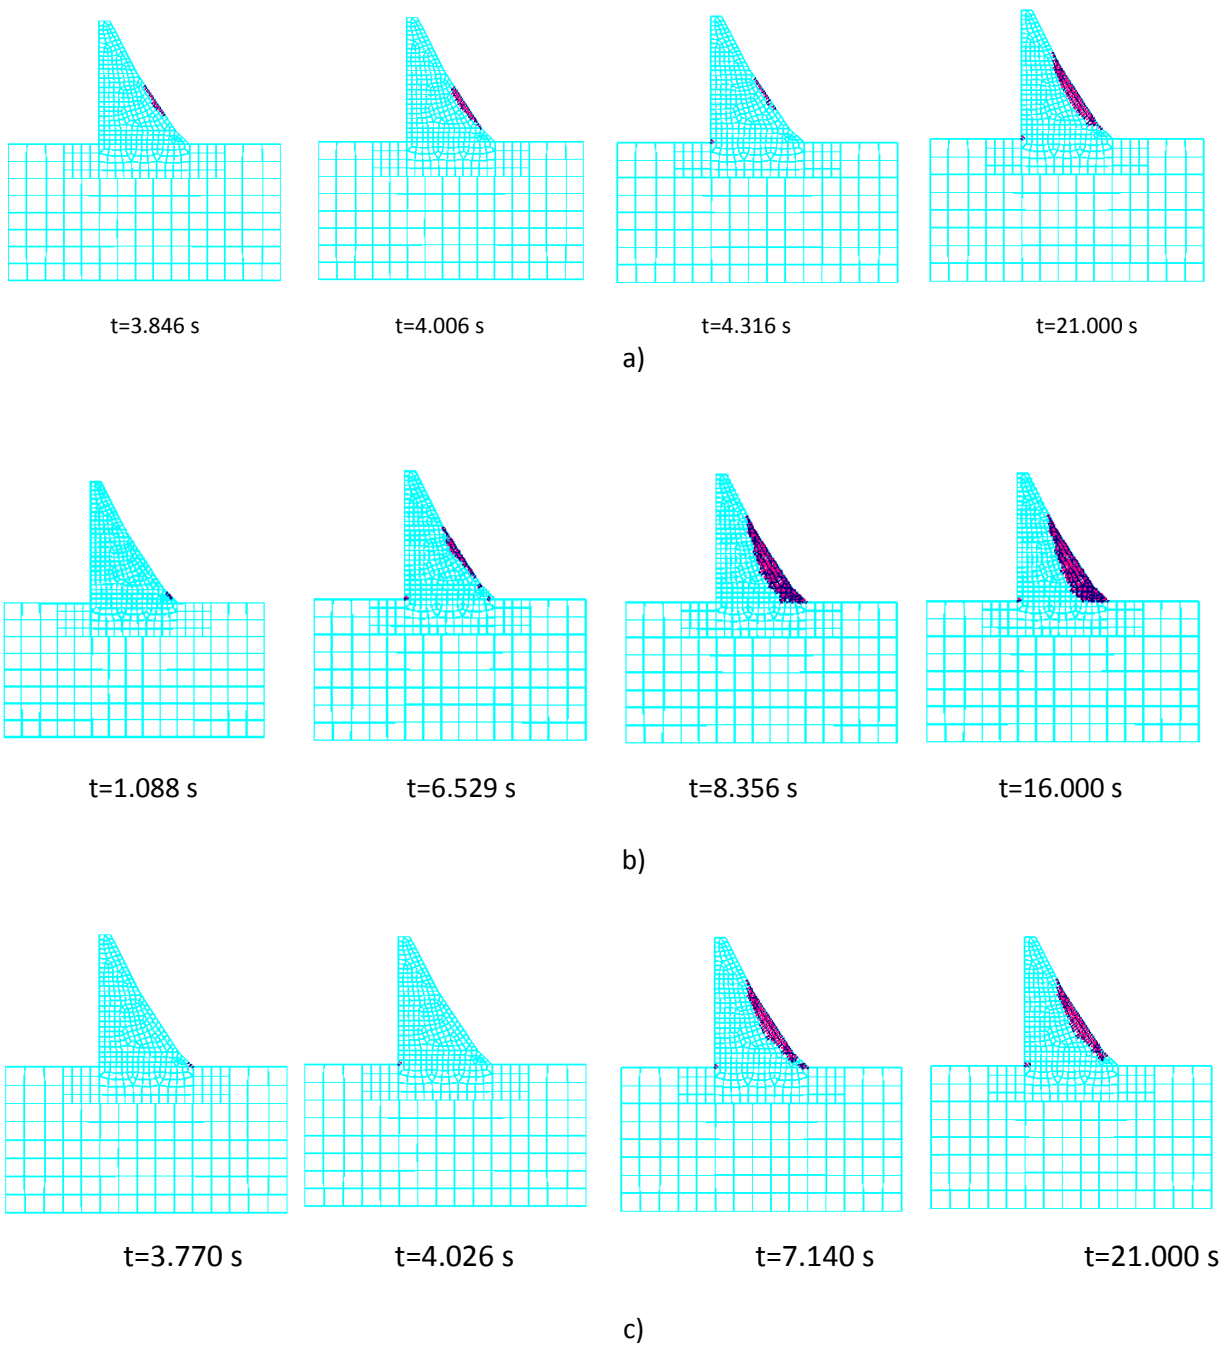 t=3.846 s t=4.006 s t=4.316 s t=21.000 s
a)
t=1.088 s t=6.529 s t=8.356 s t=16.000 s
b)
t=3.770 s t=4.026 s t=7.140 s t=21.000 s
c)